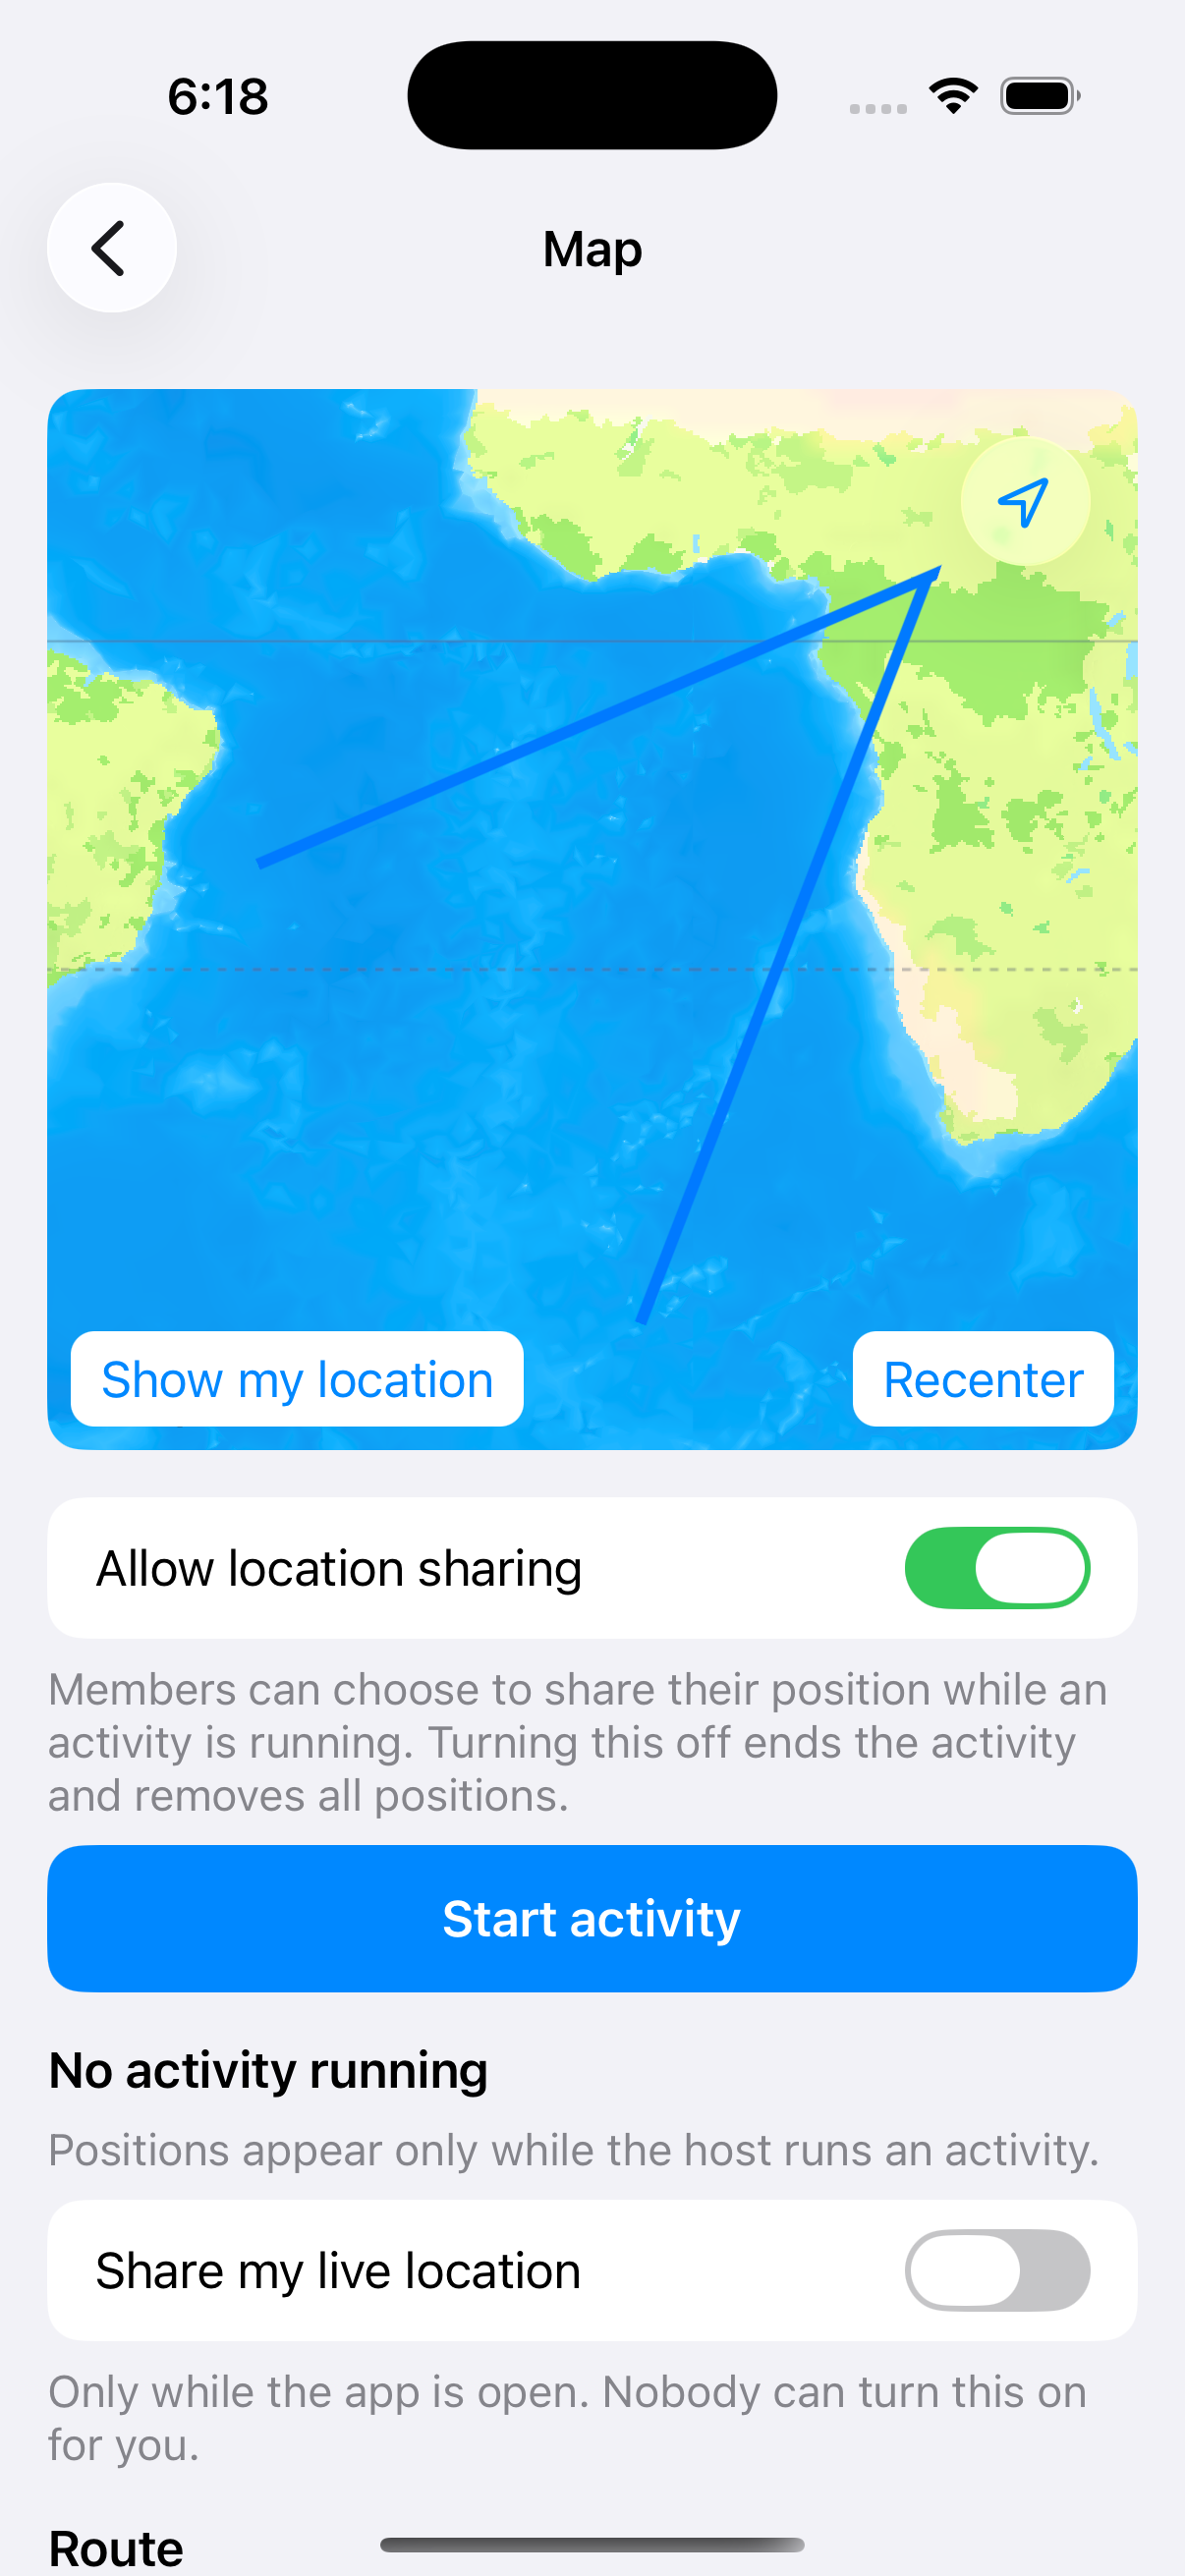 6:18
Map
Show my location
Recenter
Allow location sharing
Members can choose to share their position while an
activity is running. Turning this off ends the activity
and removes all positions.
Start activity
No activity running
Positions appear only while the host runs an activity.
Share my live location
Only while the app is open. Nobody can turn this on
for you.
Route